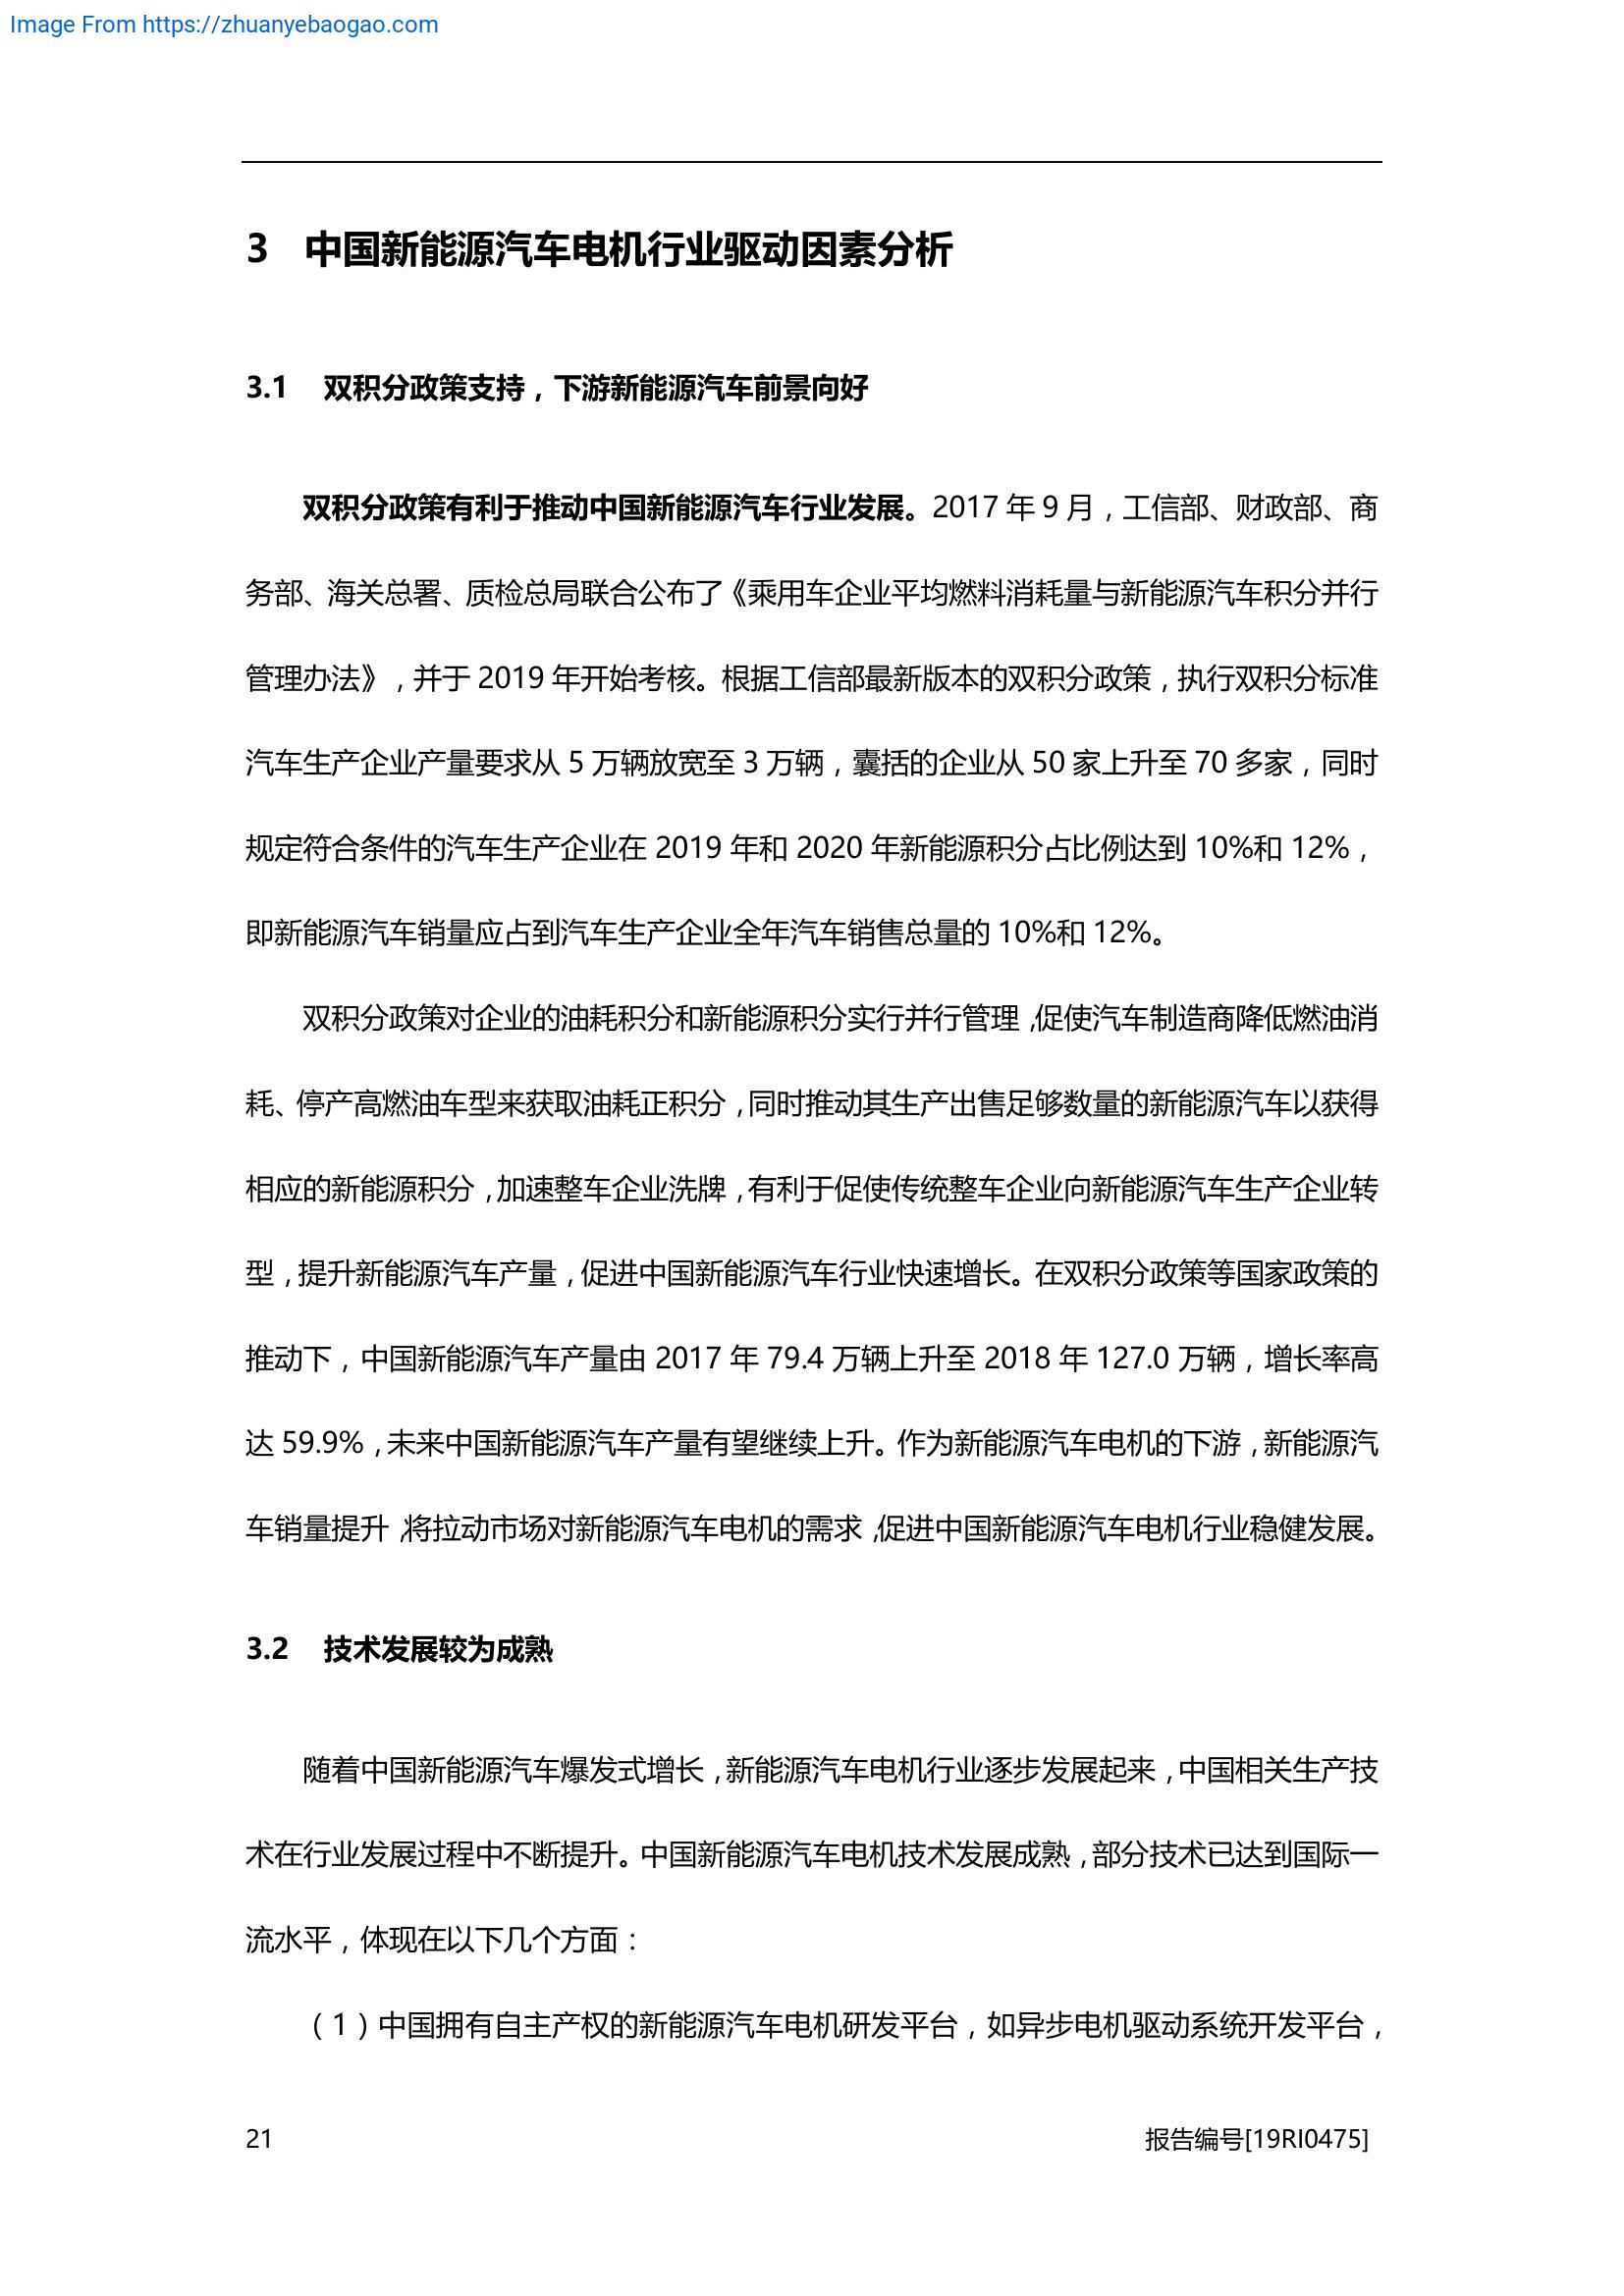 Image From https://zhuanyebaogao.com
3 中国新能源汽车电机行业驱动因素分析
3.1 双积分政策支持，下游新能源汽车前景向好
双积分政策有利于推动中国新能源汽车行业发展。2017 年 9 月，工信部、财政部、商
务部、海关总署、质检总局联合公布了《乘用车企业平均燃料消耗量与新能源汽车积分并行
管理办法》，并于 2019 年开始考核。根据工信部最新版本的双积分政策，执行双积分标准
汽车生产企业产量要求从 5 万辆放宽至 3 万辆，囊括的企业从 50 家上升至 70 多家，同时
规定符合条件的汽车生产企业在 2019 年和 2020 年新能源积分占比例达到 10%和 12%，
即新能源汽车销量应占到汽车生产企业全年汽车销售总量的 10%和 12%。
双积分政策对企业的油耗积分和新能源积分实行并行管理，促使汽车制造商降低燃油消
耗、停产高燃油车型来获取油耗正积分，同时推动其生产出售足够数量的新能源汽车以获得
相应的新能源积分，加速整车企业洗牌，有利于促使传统整车企业向新能源汽车生产企业转
型，提升新能源汽车产量，促进中国新能源汽车行业快速增长。在双积分政策等国家政策的
推动下，中国新能源汽车产量由 2017 年 79.4 万辆上升至 2018 年 127.0 万辆，增长率高
达 59.9%，未来中国新能源汽车产量有望继续上升。作为新能源汽车电机的下游，新能源汽
车销量提升，将拉动市场对新能源汽车电机的需求，促进中国新能源汽车电机行业稳健发展。
3.2 技术发展较为成熟
随着中国新能源汽车爆发式增长，新能源汽车电机行业逐步发展起来，中国相关生产技
术在行业发展过程中不断提升。中国新能源汽车电机技术发展成熟，部分技术已达到国际一
流水平，体现在以下几个方面：
（1）中国拥有自主产权的新能源汽车电机研发平台，如异步电机驱动系统开发平台，
21 报告编号[19RI0475]